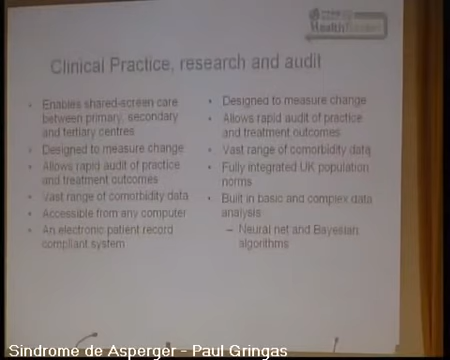 HealthTracker
Clinical Practice, research and audit
• Enables shared-screen care
between primary, secondary
and tertiary centres
• Designed to measure change
• Allows rapid audit of practice
and treatment outcomes
• Vast range of comorbidity data
• Accessible from any computer
• An electronic patient record
compliant system
• Designed to measure change
• Allows rapid audit of practice
and treatment outcomes
• Vast range of comorbidity data
• Fully integrated UK population
norms
• Built in basic and complex data
analysis
– Neural net and Bayesian
algorithms
Sindrome de Asperger - Paul Gringas